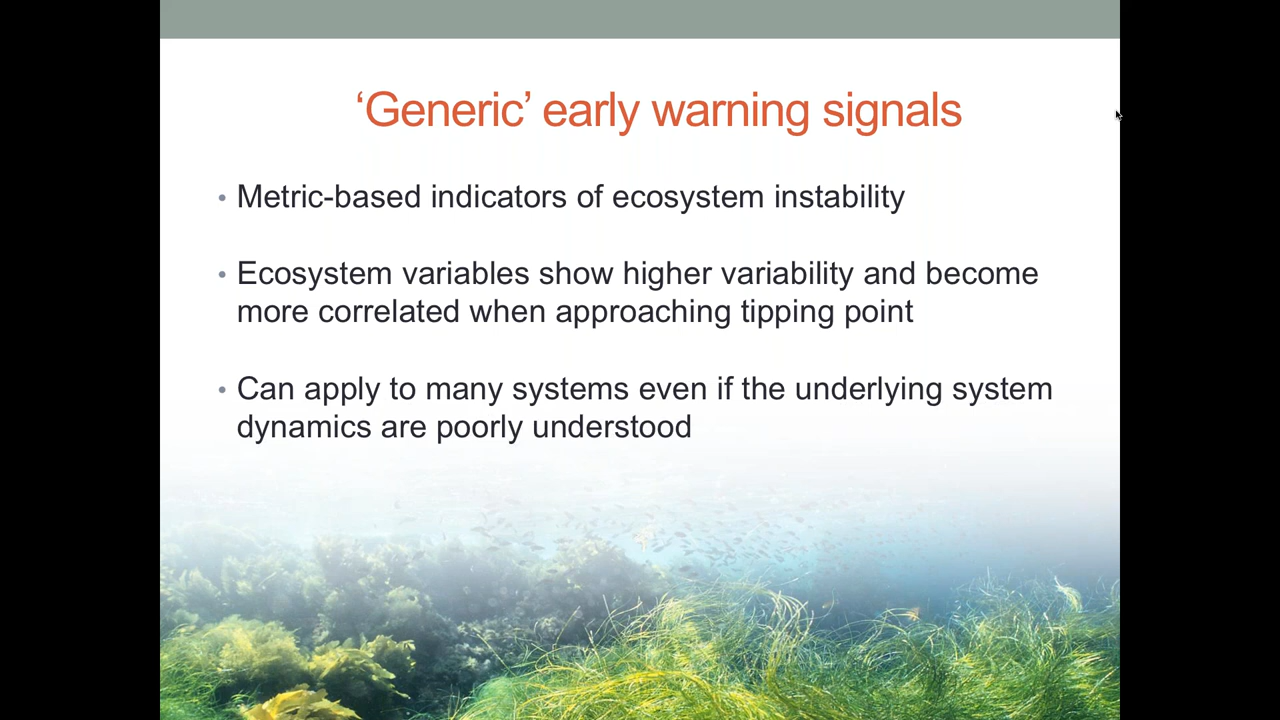 ‘Generic’ early warning signals
• Metric-based indicators of ecosystem instability
• Ecosystem variables show higher variability and become
more correlated when approaching tipping point
• Can apply to many systems even if the underlying system
dynamics are poorly understood